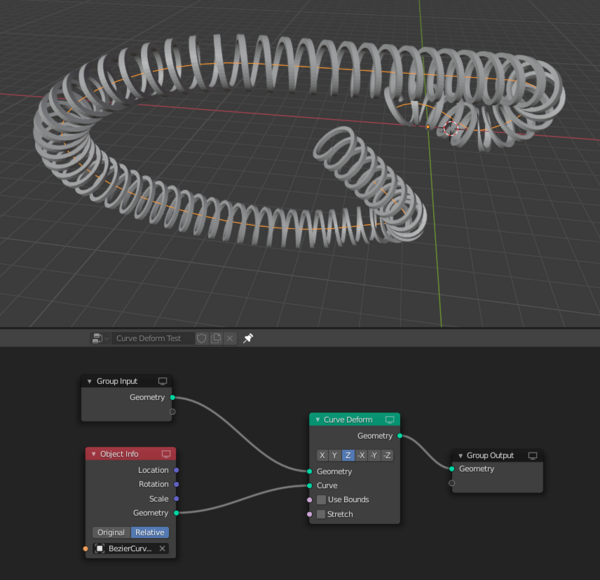 Curve Deform Test
Group Input
Geometry
Object Info
Location
Rotation
Scale
Geometry
Original Relative
BezierCurv...
Curve Deform
Geometry
X Y Z -X -Y -Z
Geometry
Curve
Use Bounds
Stretch
Group Output
Geometry